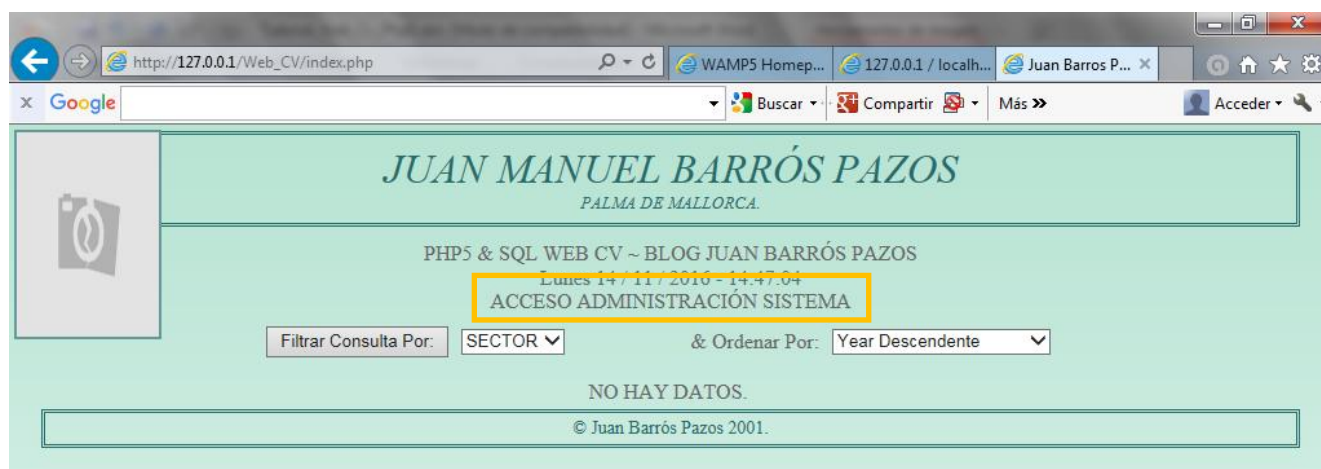 http://127.0.0.1/Web_CV/index.php
WAMP5 Homep...
127.0.0.1 / localh...
Juan Barros P...
x Google
Buscar
Compartir
Más »
Acceder
JUAN MANUEL BARRÓS PAZOS
PALMA DE MALLORCA.
PHP5 & SQL WEB CV ~ BLOG JUAN BARRÓS PAZOS
Lunes 14 / 11 / 2016 - 14:47:04
ACCESO ADMINISTRACIÓN SISTEMA
Filtrar Consulta Por: SECTOR & Ordenar Por: Year Descendente
NO HAY DATOS.
© Juan Barrós Pazos 2001.